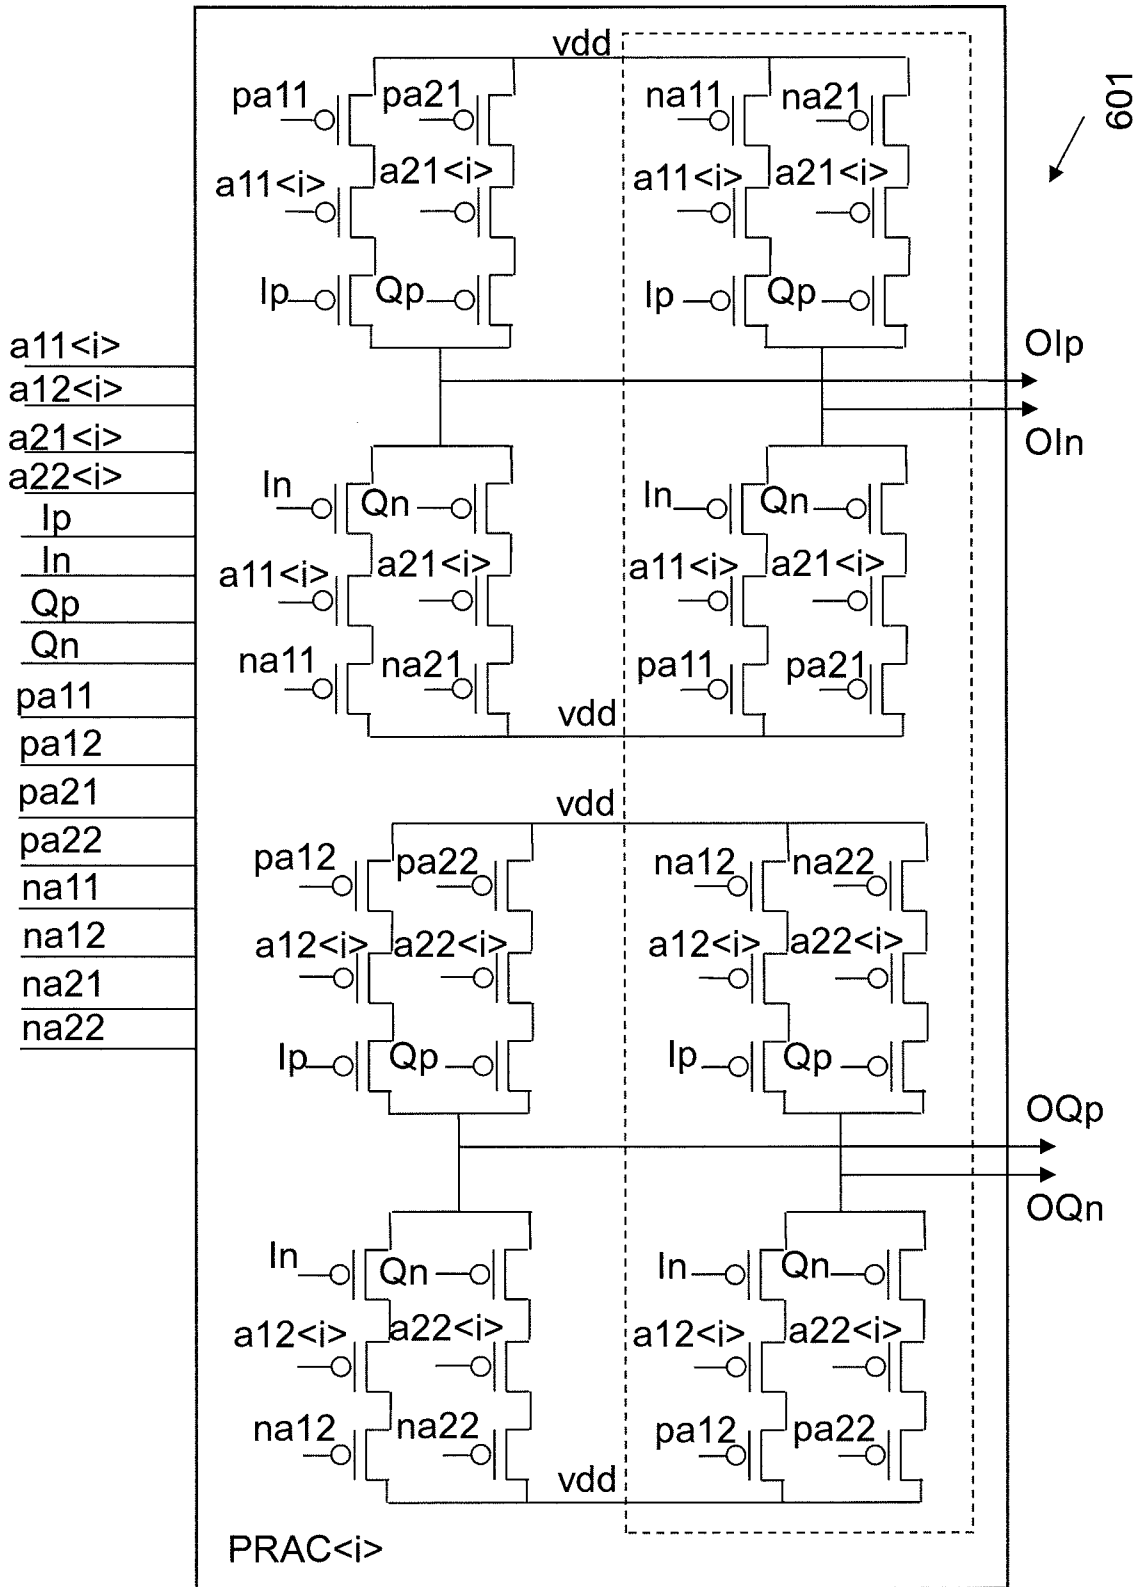 vdd
pa11 pa21 na11 na21
601
a11<i> a21<i> a11<i> a21<i>
Ip Qp Ip Qp
a11<i>
a12<i>
a21<i>
a22<i>
Ip
In
Qp
Qn
pa11
pa12
pa21
pa22
na11
na12
na21
na22
OIp
OIn
In Qn In Qn
a11<i> a21<i> a11<i> a21<i>
na11 na21 pa11 pa21
vdd
vdd
pa12 pa22 na12 na22
a12<i> a22<i> a12<i> a22<i>
Ip Qp Ip Qp
OQp
OQn
In Qn In Qn
a12<i> a22<i> a12<i> a22<i>
na12 na22 pa12 pa22
vdd
PRAC<i>